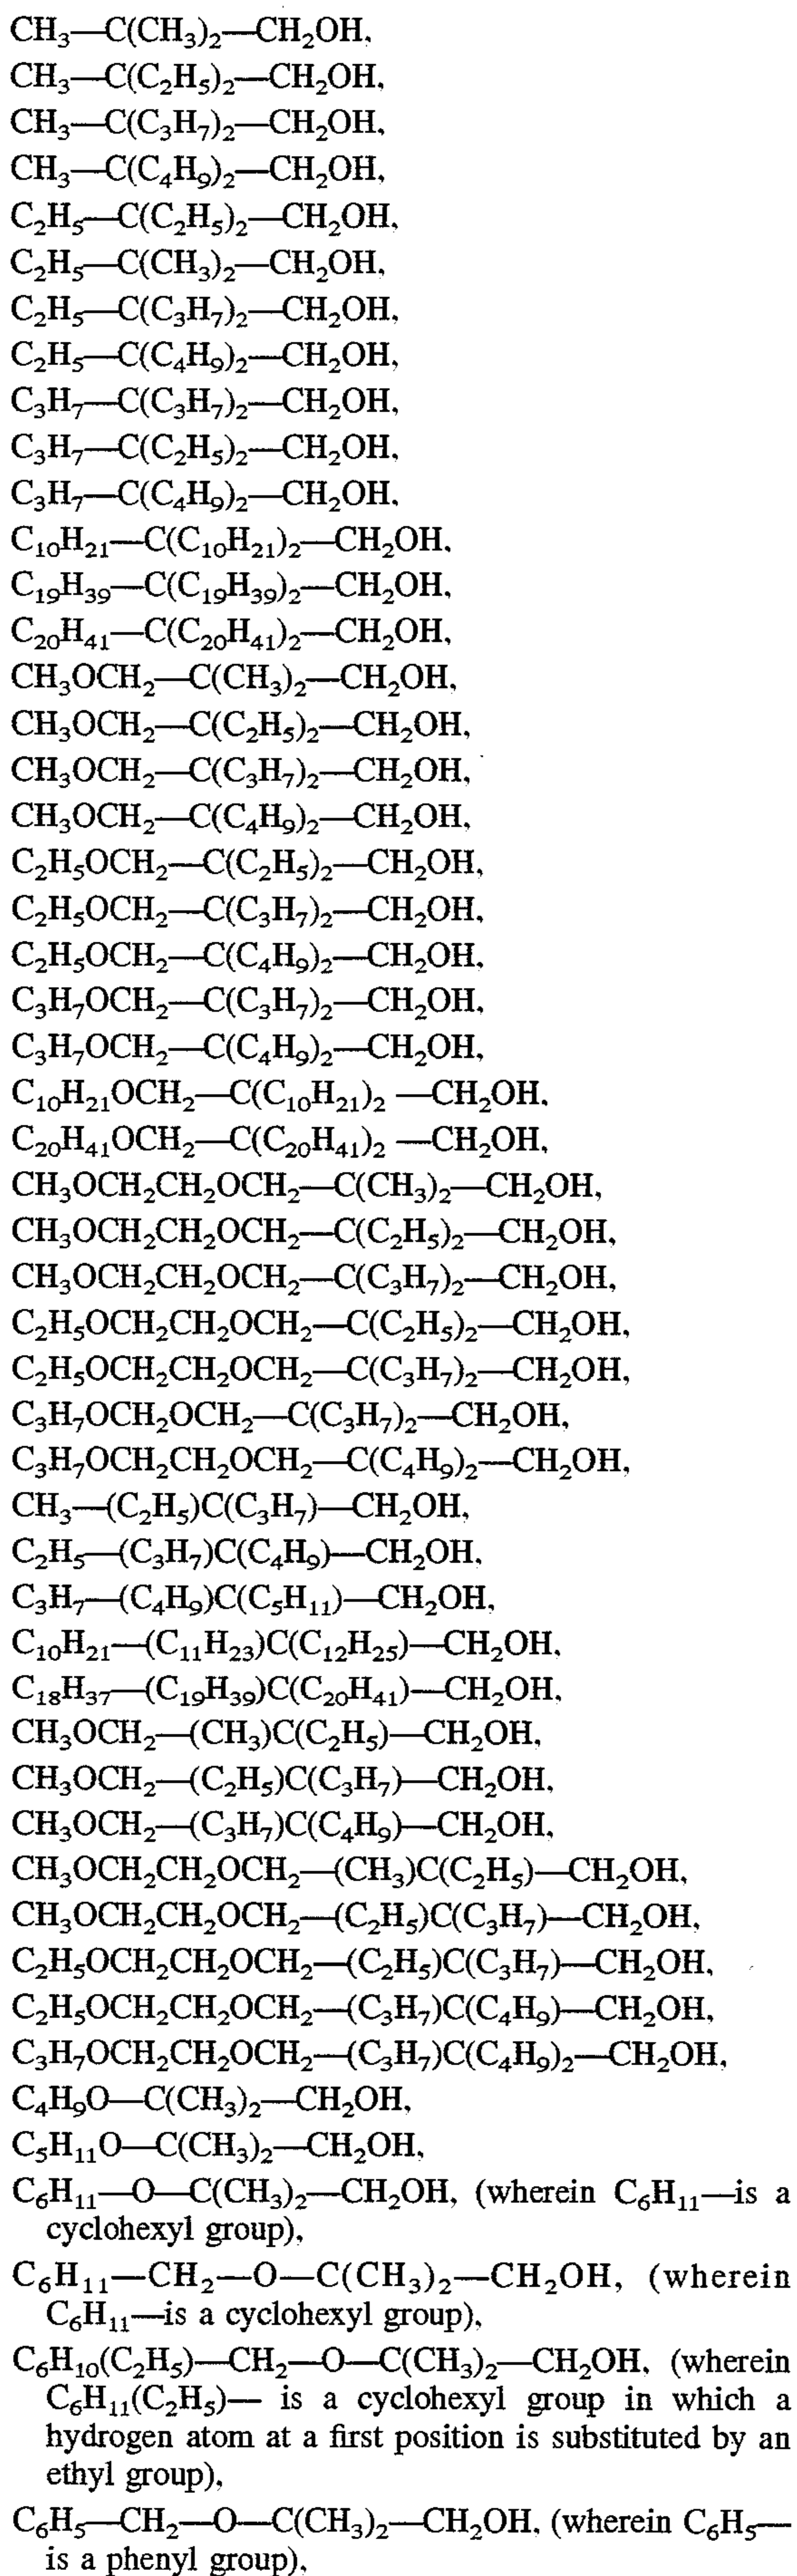 CH₃—C(CH₃)₂—CH₂OH,
CH₃—C(C₂H₅)₂—CH₂OH,
CH₃—C(C₃H₇)₂—CH₂OH,
CH₃—C(C₄H₉)₂—CH₂OH,
C₂H₅—C(C₂H₅)₂—CH₂OH,
C₂H₅—C(CH₃)₂—CH₂OH,
C₂H₅—C(C₃H₇)₂—CH₂OH,
C₂H₅—C(C₄H₉)₂—CH₂OH,
C₃H₇—C(C₃H₇)₂—CH₂OH,
C₃H₇—C(C₂H₅)₂—CH₂OH,
C₃H₇—C(C₄H₉)₂—CH₂OH,
C₁₀H₂₁—C(C₁₀H₂₁)₂—CH₂OH,
C₁₉H₃₉—C(C₁₉H₃₉)₂—CH₂OH,
C₂₀H₄₁—C(C₂₀H₄₁)₂—CH₂OH,
CH₃OCH₂—C(CH₃)₂—CH₂OH,
CH₃OCH₂—C(C₂H₅)₂—CH₂OH,
CH₃OCH₂—C(C₃H₇)₂—CH₂OH,
CH₃OCH₂—C(C₄H₉)₂—CH₂OH,
C₂H₅OCH₂—C(C₂H₅)₂—CH₂OH,
C₂H₅OCH₂—C(C₃H₇)₂—CH₂OH,
C₂H₅OCH₂—C(C₄H₉)₂—CH₂OH,
C₃H₇OCH₂—C(C₃H₇)₂—CH₂OH,
C₃H₇OCH₂—C(C₄H₉)₂—CH₂OH,
C₁₀H₂₁OCH₂—C(C₁₀H₂₁)₂ —CH₂OH,
C₂₀H₄₁OCH₂—C(C₂₀H₄₁)₂ —CH₂OH,
CH₃OCH₂CH₂OCH₂—C(CH₃)₂—CH₂OH,
CH₃OCH₂CH₂OCH₂—C(C₂H₅)₂—CH₂OH,
CH₃OCH₂CH₂OCH₂—C(C₃H₇)₂—CH₂OH,
C₂H₅OCH₂CH₂OCH₂—C(C₂H₅)₂—CH₂OH,
C₂H₅OCH₂CH₂OCH₂—C(C₃H₇)₂—CH₂OH,
C₃H₇OCH₂OCH₂—C(C₃H₇)₂—CH₂OH,
C₃H₇OCH₂CH₂OCH₂—C(C₄H₉)₂—CH₂OH,
CH₃—(C₂H₅)C(C₃H₇)—CH₂OH,
C₂H₅—(C₃H₇)C(C₄H₉)—CH₂OH,
C₃H₇—(C₄H₉)C(C₅H₁₁)—CH₂OH,
C₁₀H₂₁—(C₁₁H₂₃)C(C₁₂H₂₅)—CH₂OH,
C₁₈H₃₇—(C₁₉H₃₉)C(C₂₀H₄₁)—CH₂OH,
CH₃OCH₂—(CH₃)C(C₂H₅)—CH₂OH,
CH₃OCH₂—(C₂H₅)C(C₃H₇)—CH₂OH,
CH₃OCH₂—(C₃H₇)C(C₄H₉)—CH₂OH,
CH₃OCH₂CH₂OCH₂—(CH₃)C(C₂H₅)—CH₂OH,
CH₃OCH₂CH₂OCH₂—(C₂H₅)C(C₃H₇)—CH₂OH,
C₂H₅OCH₂CH₂OCH₂—(C₂H₅)C(C₃H₇)—CH₂OH,
C₂H₅OCH₂CH₂OCH₂—(C₃H₇)C(C₄H₉)—CH₂OH,
C₃H₇OCH₂CH₂OCH₂—(C₃H₇)C(C₄H₉)₂—CH₂OH,
C₄H₉O—C(CH₃)₂—CH₂OH,
C₅H₁₁O—C(CH₃)₂—CH₂OH,
C₆H₁₁—O—C(CH₃)₂—CH₂OH, (wherein C₆H₁₁—is a
cyclohexyl group),
C₆H₁₁—CH₂—O—C(CH₃)₂—CH₂OH, (wherein
C₆H₁₁—is a cyclohexyl group),
C₆H₁₀(C₂H₅)—CH₂—O—C(CH₃)₂—CH₂OH, (wherein
C₆H₁₁(C₂H₅)— is a cyclohexyl group in which a
hydrogen atom at a first position is substituted by an
ethyl group),
C₆H₅—CH₂—O—C(CH₃)₂—CH₂OH, (wherein C₆H₅—
is a phenyl group),